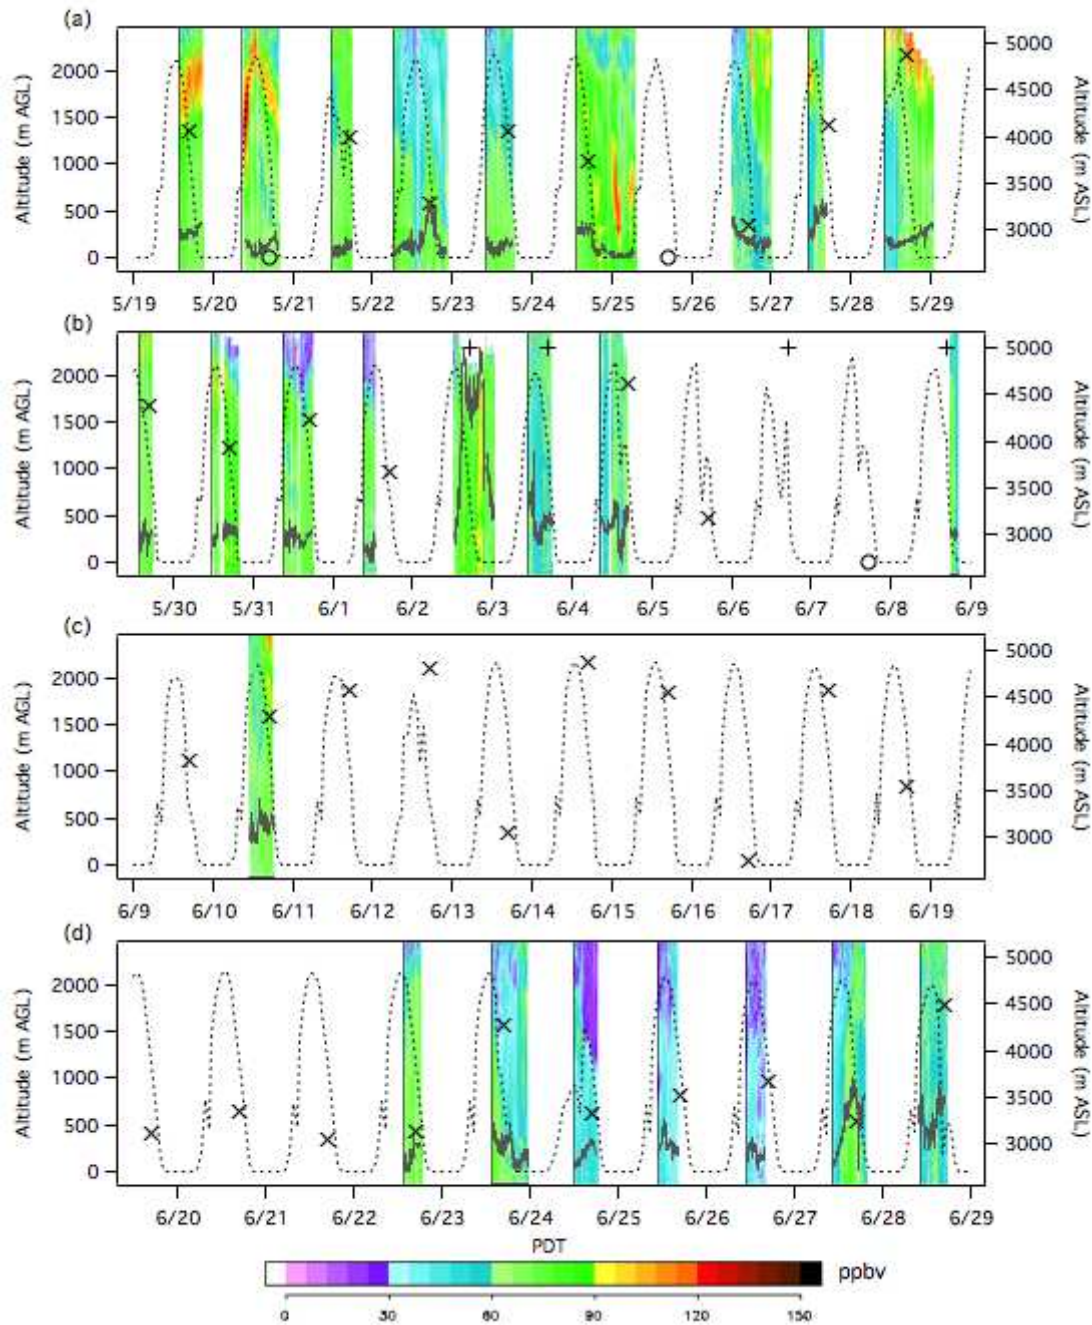 (a)
2000
1500
1000
500
0
Altitude (m AGL)
5000
4500
4000
3500
3000
Altitude (m ASL)
5/19 5/20 5/21 5/22 5/23 5/24 5/25 5/26 5/27 5/28 5/29
(b)
2000
1500
1000
500
0
Altitude (m AGL)
5000
4500
4000
3500
3000
Altitude (m ASL)
5/30 5/31 6/1 6/2 6/3 6/4 6/5 6/6 6/7 6/8 6/9
(c)
2000
1500
1000
500
0
Altitude (m AGL)
5000
4500
4000
3500
3000
Altitude (m ASL)
6/9 6/10 6/11 6/12 6/13 6/14 6/15 6/16 6/17 6/18 6/19
(d)
2000
1500
1000
500
0
Altitude (m AGL)
5000
4500
4000
3500
3000
Altitude (m ASL)
6/20 6/21 6/22 6/23 6/24 6/25 6/26 6/27 6/28 6/29
PDT
ppbv
0 30 60 90 120 150